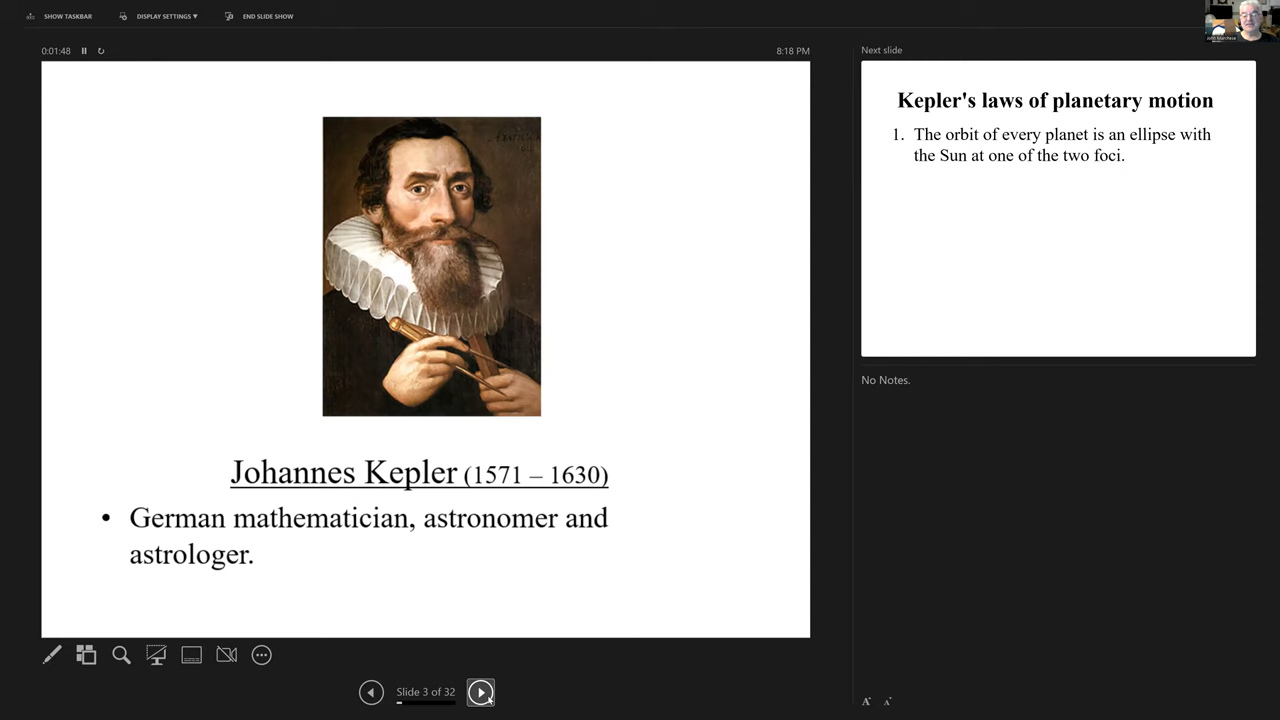 SHOW TASKBAR
DISPLAY SETTINGS ▾
END SLIDE SHOW
0:01:48
8:18 PM
Johannes Kepler (1571 – 1630)
• German mathematician, astronomer and
astrologer.
Slide 3 of 32
Next slide
Kepler's laws of planetary motion
1. The orbit of every planet is an ellipse with
the Sun at one of the two foci.
No Notes.
A A